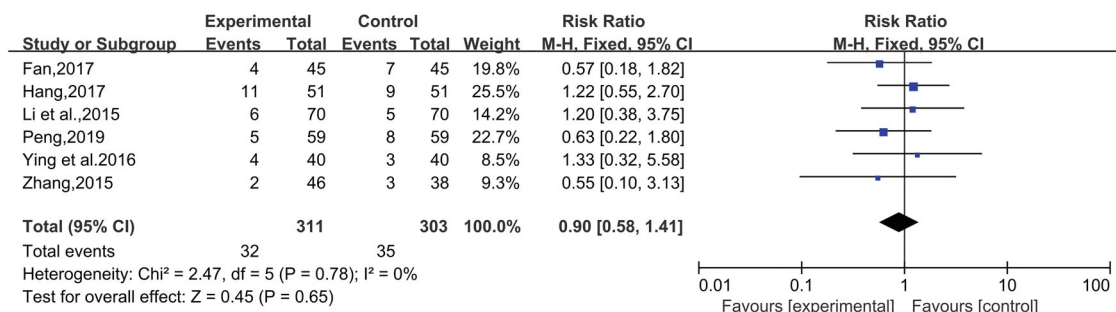 Experimental Control Risk Ratio Risk Ratio
Study or Subgroup Events Total Events Total Weight M-H, Fixed, 95% CI M-H, Fixed, 95% CI
Fan,2017 4 45 7 45 19.8% 0.57 [0.18, 1.82]
Hang,2017 11 51 9 51 25.5% 1.22 [0.55, 2.70]
Li et al.,2015 6 70 5 70 14.2% 1.20 [0.38, 3.75]
Peng,2019 5 59 8 59 22.7% 0.63 [0.22, 1.80]
Ying et al.2016 4 40 3 40 8.5% 1.33 [0.32, 5.58]
Zhang,2015 2 46 3 38 9.3% 0.55 [0.10, 3.13]
Total (95% CI) 311 303 100.0% 0.90 [0.58, 1.41]
Total events 32 35
Heterogeneity: Chi² = 2.47, df = 5 (P = 0.78); I² = 0%
Test for overall effect: Z = 0.45 (P = 0.65)
0.01 0.1 1 10 100
Favours [experimental] Favours [control]